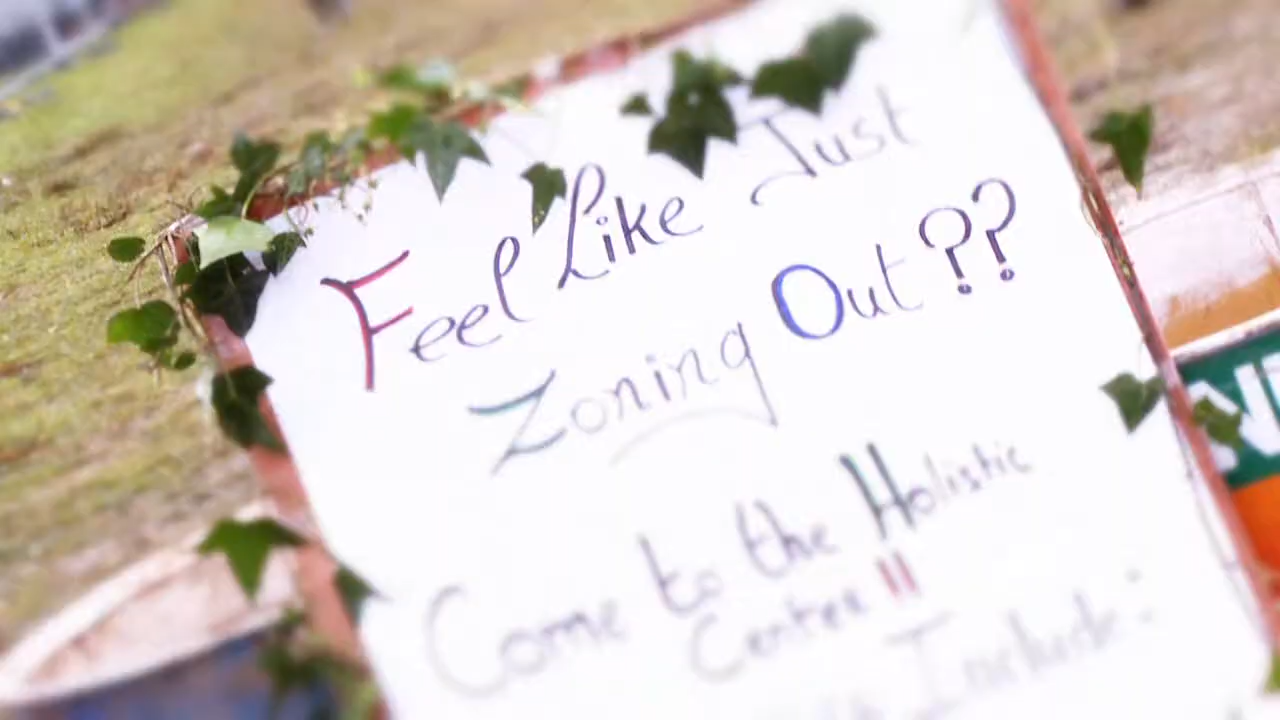 Feel Like Just
Zoning Out??
Come to the Holistic
Centre !!
Include: